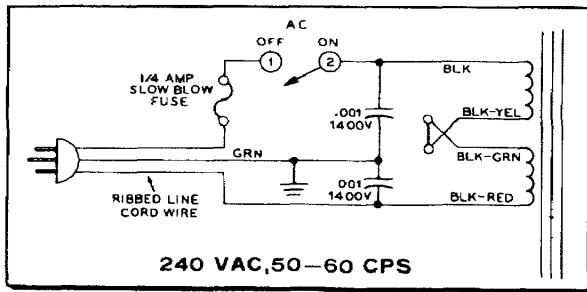 AC
OFF
ON
1
2
1/4 AMP
SLOW BLOW
FUSE
BLK
.001
1400V
BLK-YEL
GRN
BLK-GRN
.001
1400V
RIBBED LINE
CORD WIRE
BLK-RED
240 VAC,50-60 CPS